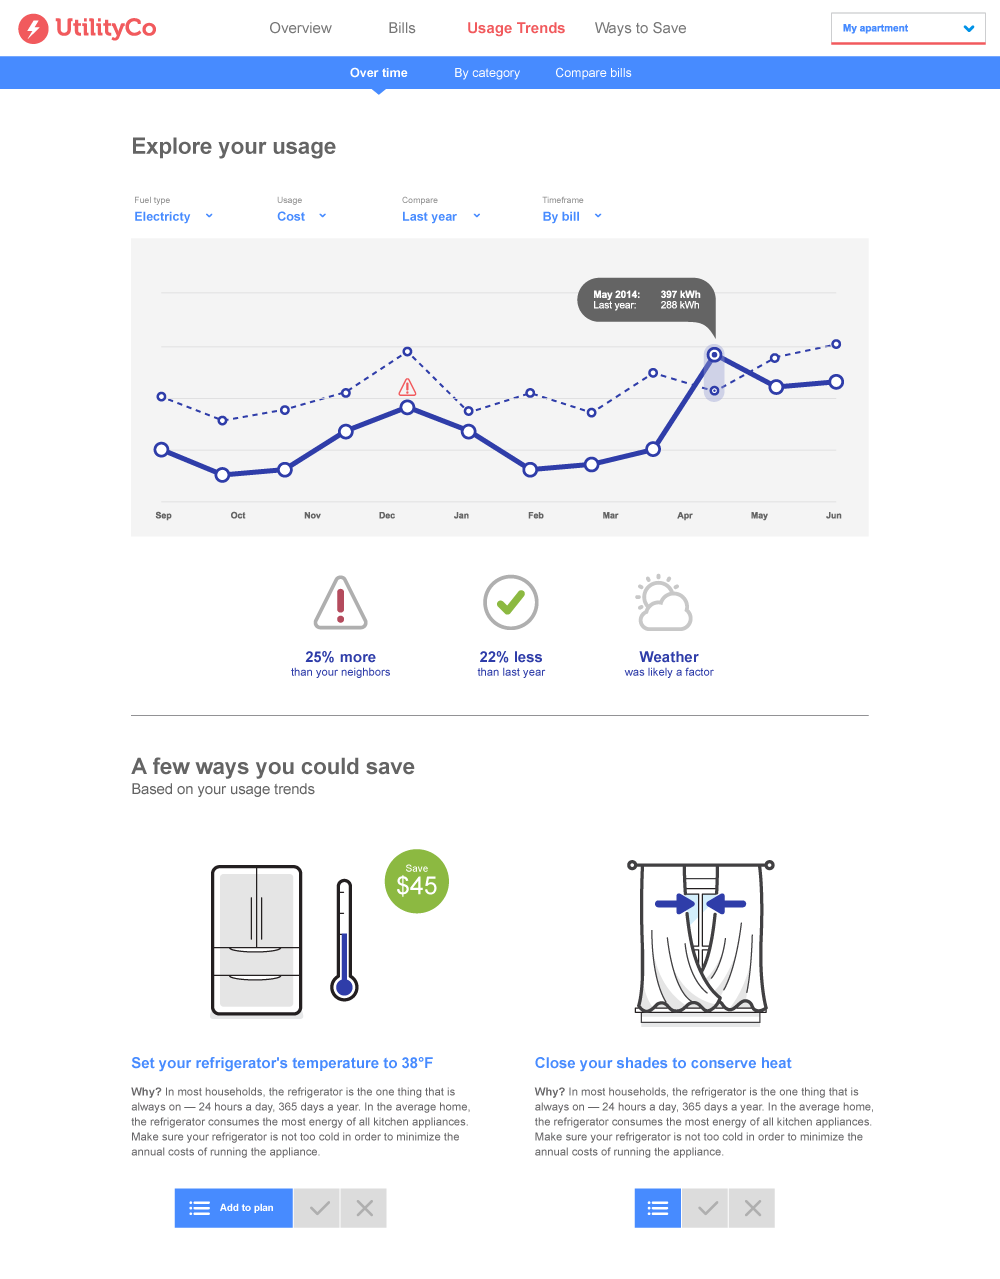 UtilityCo
Overview Bills Usage Trends Ways to Save
My apartment
Over time By category Compare bills
Explore your usage
Fuel type Usage Compare Timeframe
Electricty Cost Last year By bill
May 2014: 397 kWh
Last year: 288 kWh
Sep Oct Nov Dec Jan Feb Mar Apr May Jun
25% more 22% less Weather
than your neighbors than last year was likely a factor
A few ways you could save
Based on your usage trends
Save
$45
Set your refrigerator's temperature to 38°F
Why? In most households, the refrigerator is the one thing that is
always on — 24 hours a day, 365 days a year. In the average home,
the refrigerator consumes the most energy of all kitchen appliances.
Make sure your refrigerator is not too cold in order to minimize the
annual costs of running the appliance.
Add to plan
Close your shades to conserve heat
Why? In most households, the refrigerator is the one thing that is
always on — 24 hours a day, 365 days a year. In the average home,
the refrigerator consumes the most energy of all kitchen appliances.
Make sure your refrigerator is not too cold in order to minimize the
annual costs of running the appliance.